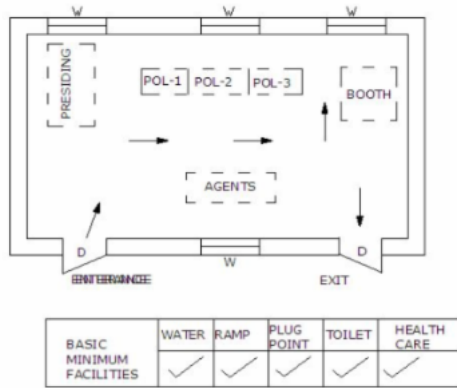 W W W
PRESIDING
POL-1 POL-2 POL-3
BOOTH
AGENTS
D D
W
EXIT
BASIC MINIMUM FACILITIES
WATER RAMP PLUG POINT TOILET HEALTH CARE